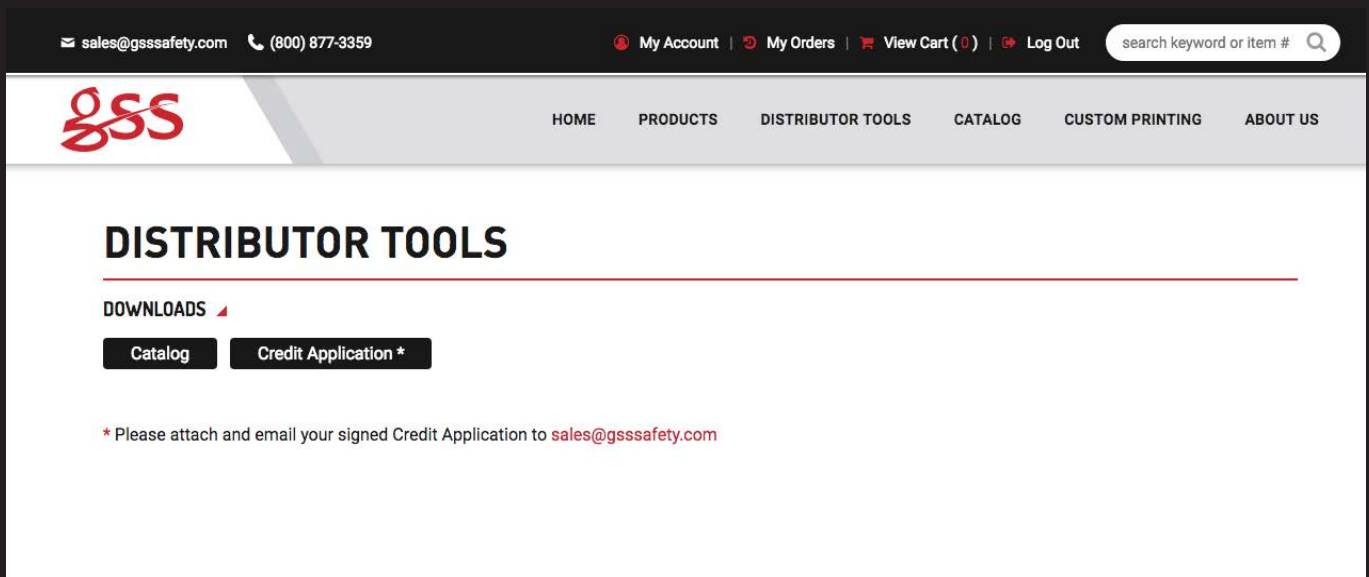 sales@gsssafety.com (800) 877-3359 My Account | My Orders | View Cart ( 0 ) | Log Out search keyword or item #
gss HOME PRODUCTS DISTRIBUTOR TOOLS CATALOG CUSTOM PRINTING ABOUT US
DISTRIBUTOR TOOLS
DOWNLOADS
Catalog Credit Application *
* Please attach and email your signed Credit Application to sales@gsssafety.com